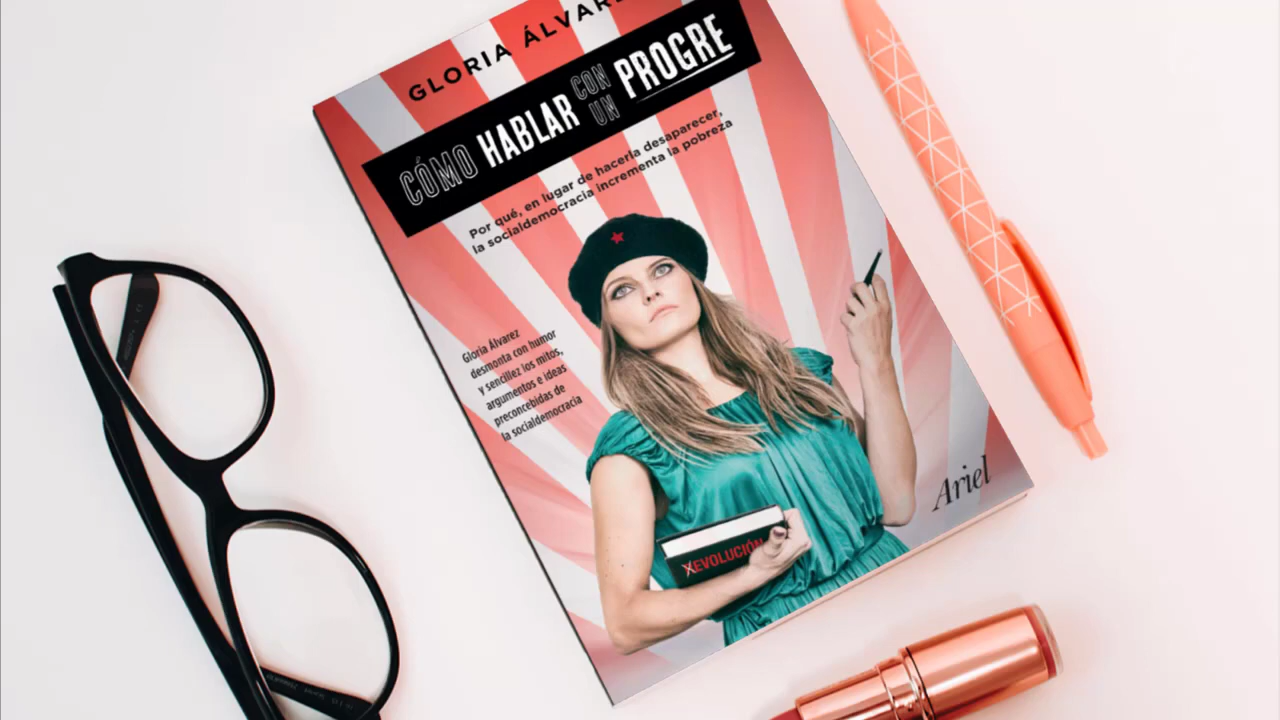 GLORIA ÁLVAREZ
CÓMO HABLAR CON UN PROGRE
Por qué, en lugar de hacerla desaparecer,
la socialdemocracia incrementa la pobreza
Gloria Álvarez
desmonta con humor
y sencillez los mitos,
argumentos e ideas
preconcebidas de
la socialdemocracia
XEVOLUCIÓN
Ariel